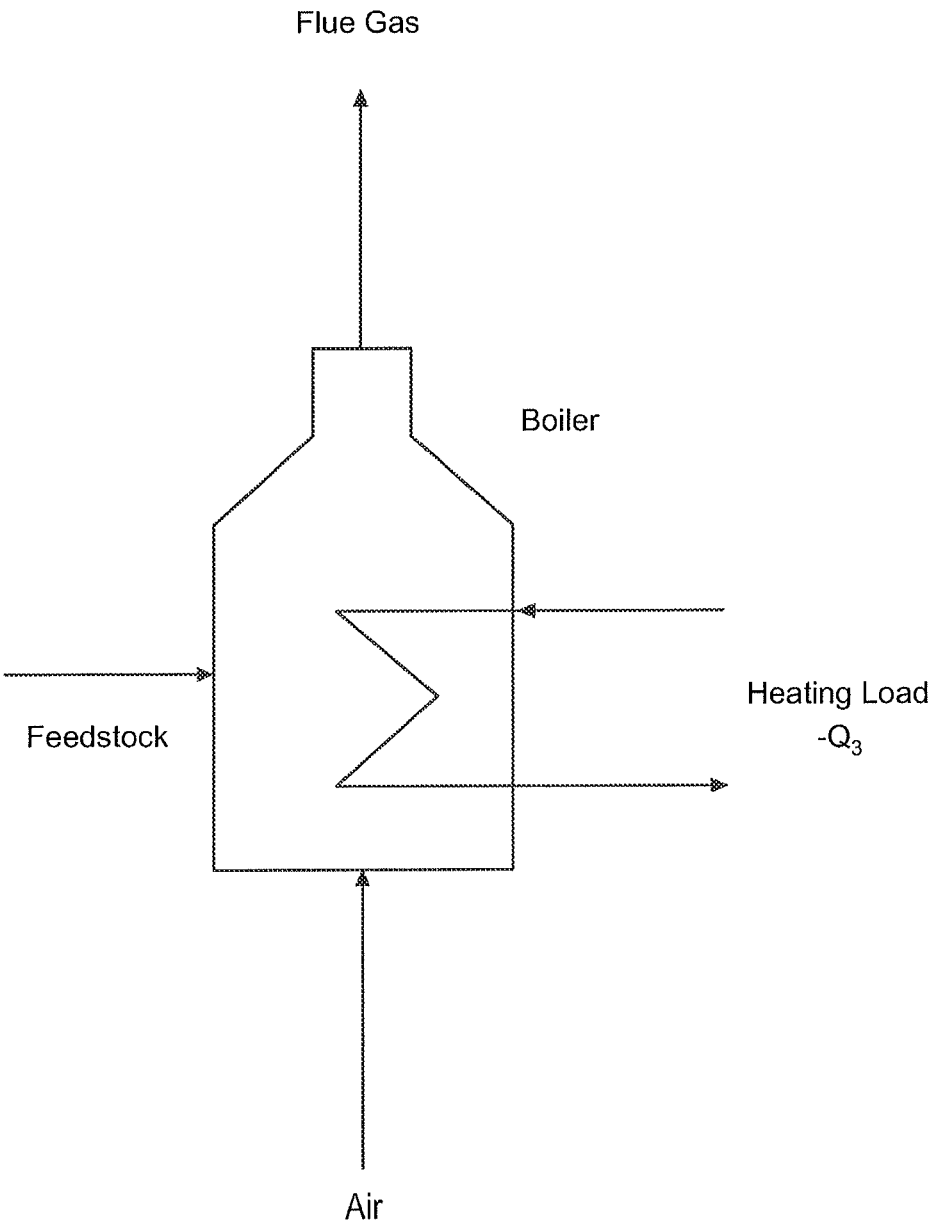 Flue Gas
Boiler
Heating Load
-Q₃
Feedstock
Air